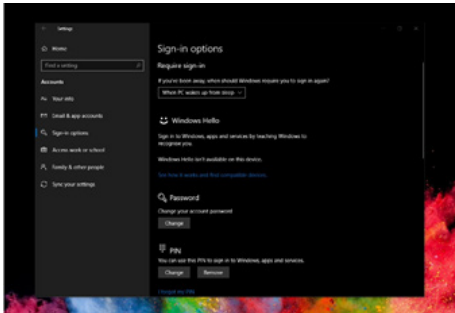 Settings
Home
Find a setting
Accounts
Your info
Email & app accounts
Sign-in options
Access work or school
Family & other people
Sync your settings
Sign-in options
Require sign-in
If you've been away, when should Windows require you to sign in again?
When PC wakes up from sleep
Windows Hello
Sign in to Windows, apps and services by teaching Windows to
recognize you.
Windows Hello isn't available on this device.
See how it works and find compatible devices.
Password
Change your account password
Change
PIN
You can use this PIN to sign in to Windows, apps and services.
Change Remove
I forgot my PIN